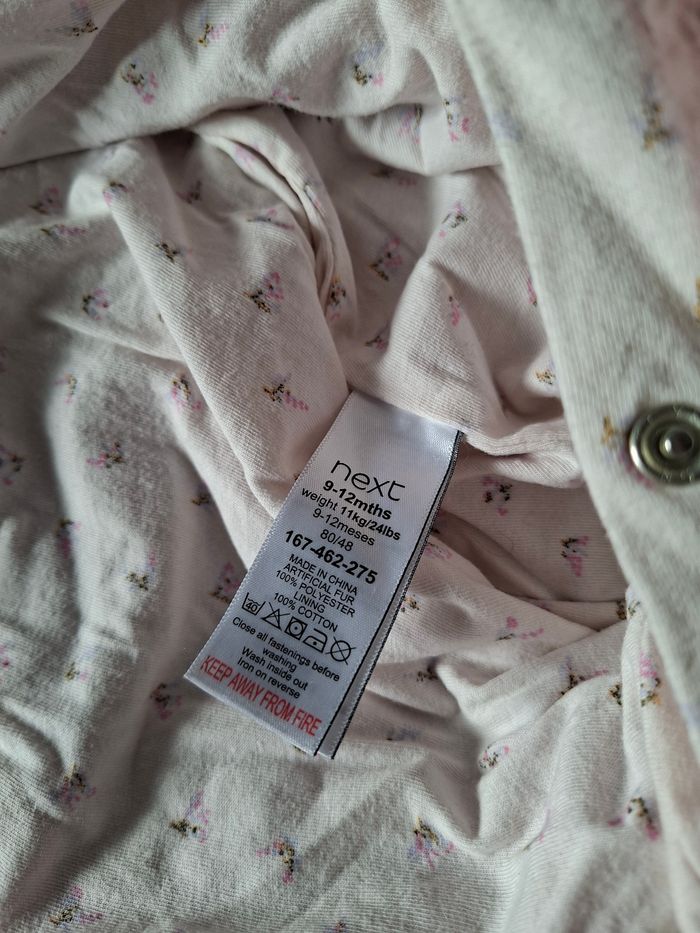 next
9-12mths
weight 11kg/24lbs
9-12meses
80/48
167-462-275
MADE IN CHINA
ARTIFICIAL FUR
100% POLYESTER
LINING
100% COTTON
40
Close all fastenings before
washing
Wash inside out
Iron on reverse
KEEP AWAY FROM FIRE